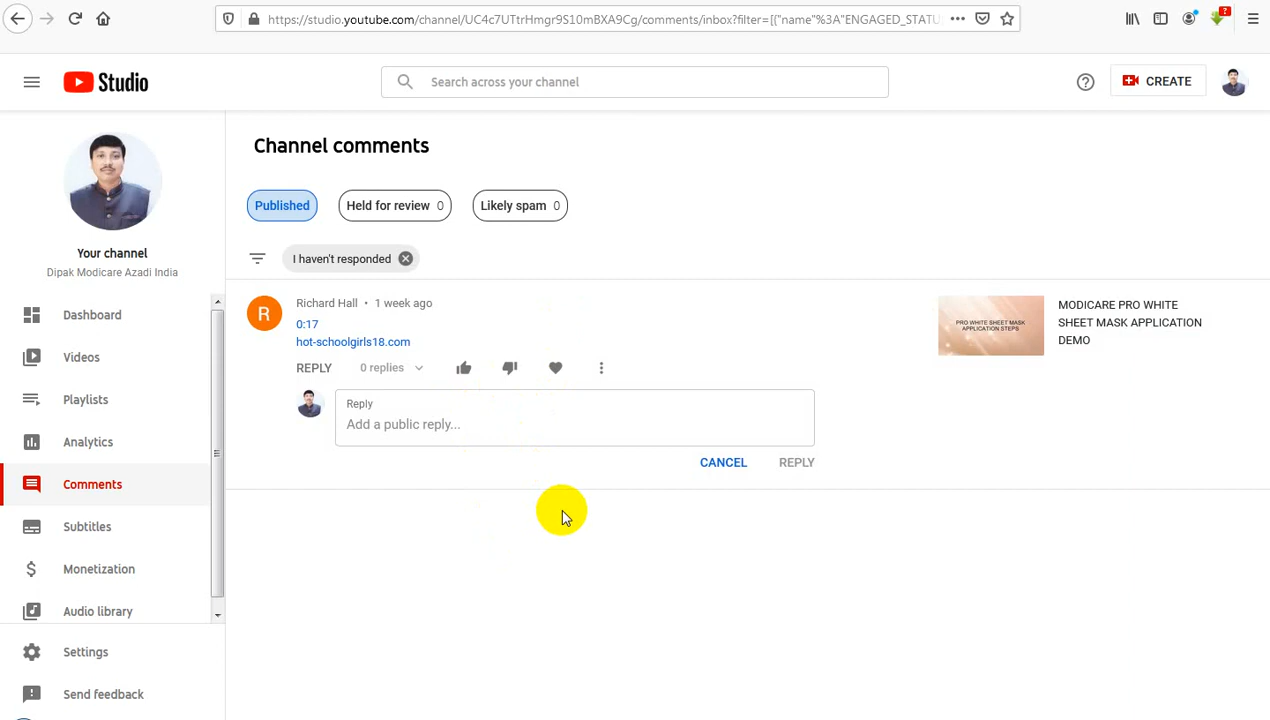 https://studio.youtube.com/channel/UC4c7UTtrHmgr9S10mBXA9Cg/comments/inbox?filter=[{"name"%3A"ENGAGED_STATU
?
Studio
Search across your channel
CREATE
Your channel
Dipak Modicare Azadi India
Dashboard
Videos
Playlists
Analytics
Comments
Subtitles
Monetization
Audio library
Settings
Send feedback
Channel comments
Published
Held for review 0
Likely spam 0
I haven't responded
R
Richard Hall • 1 week ago
0:17
hot-schoolgirls18.com
REPLY 0 replies
Reply
Add a public reply...
CANCEL REPLY
PRO WHITE SHEET MASK
APPLICATION STEPS
MODICARE PRO WHITE
SHEET MASK APPLICATION
DEMO